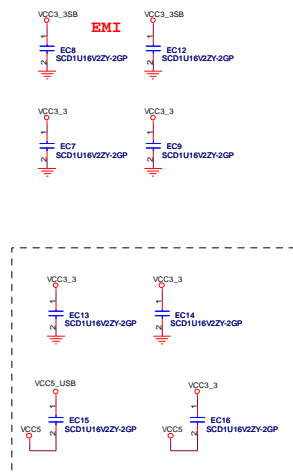 VCC3_3SB
EMI
VCC3_3SB
1
EC8
SCD1U16V2ZY-2GP
2
1
EC12
SCD1U16V2ZY-2GP
2
VCC3_3
VCC3_3
1
EC7
SCD1U16V2ZY-2GP
2
1
EC9
SCD1U16V2ZY-2GP
2
VCC3_3
VCC3_3
1
EC13
SCD1U16V2ZY-2GP
2
1
EC14
SCD1U16V2ZY-2GP
2
VCC5_USB
VCC3_3
1
EC15
SCD1U16V2ZY-2GP
VCC5
2
1
EC16
SCD1U16V2ZY-2GP
VCC5
2